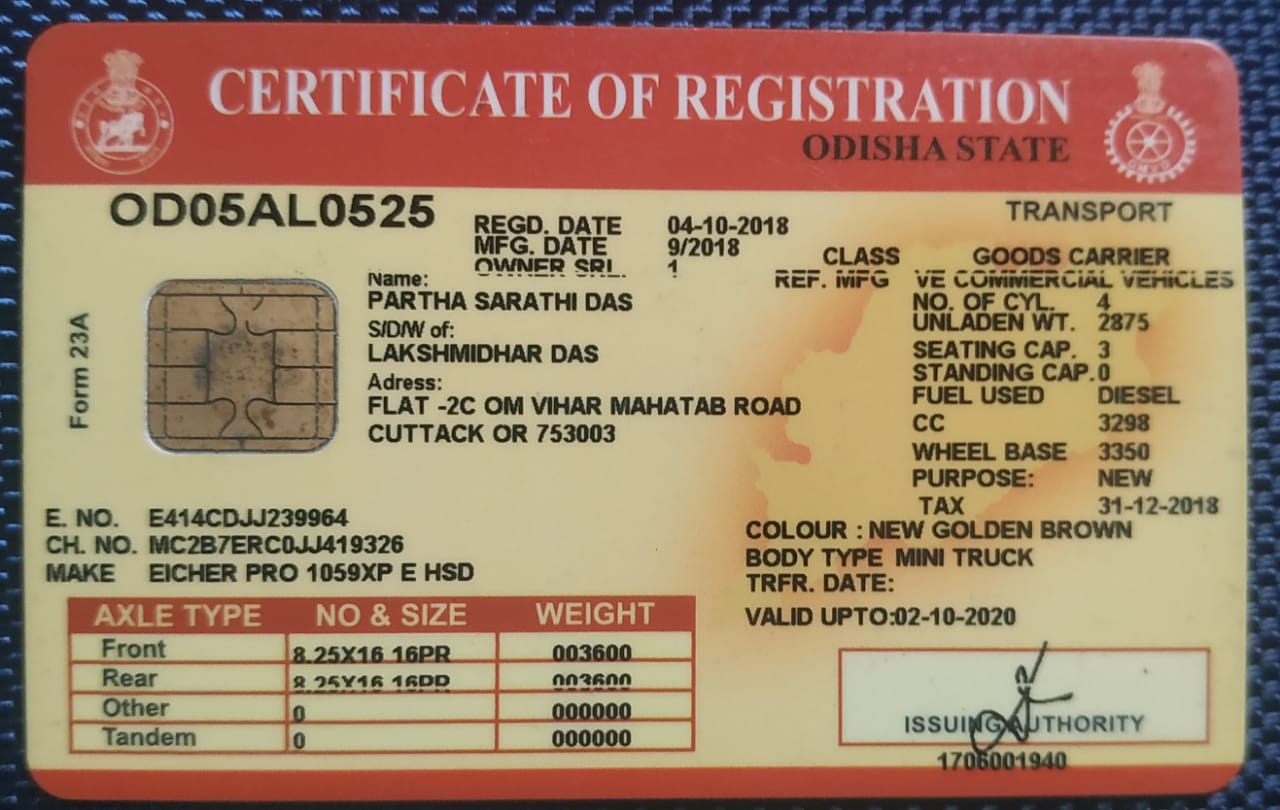 CERTIFICATE OF REGISTRATION
ODISHA STATE
OD05AL0525
TRANSPORT
REGD. DATE 04-10-2018
MFG. DATE 9/2018
OWNER SRL. 1
CLASS GOODS CARRIER
REF. MFG VE COMMERCIAL VEHICLES
NO. OF CYL. 4
UNLADEN WT. 2875
SEATING CAP. 3
STANDING CAP. 0
FUEL USED DIESEL
CC 3298
WHEEL BASE 3350
PURPOSE: NEW
TAX 31-12-2018
Form 23A
Name:
PARTHA SARATHI DAS
S/D/W of:
LAKSHMIDHAR DAS
Adress:
FLAT -2C OM VIHAR MAHATAB ROAD
CUTTACK OR 753003
E. NO. E414CDJJ239964
CH. NO. MC2B7ERC0JJ419326
MAKE EICHER PRO 1059XP E HSD
COLOUR : NEW GOLDEN BROWN
BODY TYPE MINI TRUCK
TRFR. DATE:
VALID UPTO:02-10-2020
AXLE TYPE NO & SIZE WEIGHT
Front 8.25X16 16PR 003600
Rear 8.25X16 16PR 003600
Other 0 000000
Tandem 0 000000
ISSUING AUTHORITY
1706001940